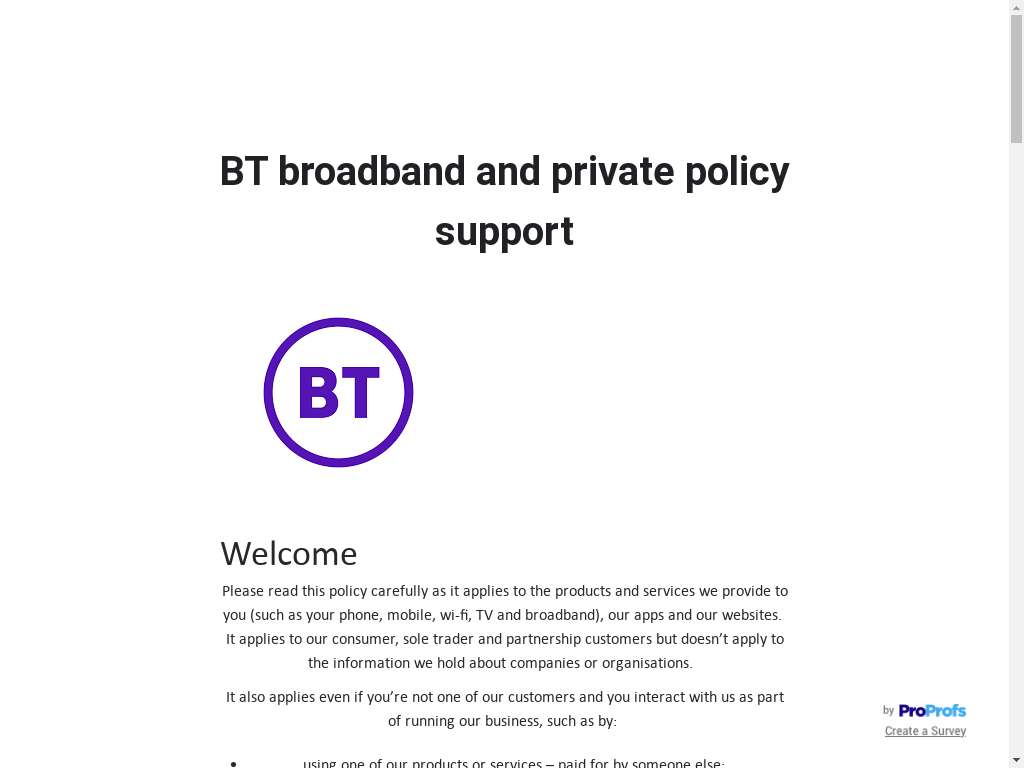 BT broadband and private policy
support
BT
Welcome
Please read this policy carefully as it applies to the products and services we provide to
you (such as your phone, mobile, wi-fi, TV and broadband), our apps and our websites.
It applies to our consumer, sole trader and partnership customers but doesn’t apply to
the information we hold about companies or organisations.
It also applies even if you’re not one of our customers and you interact with us as part
of running our business, such as by:
using one of our products or services – paid for by someone else;
by ProProfs
Create a Survey